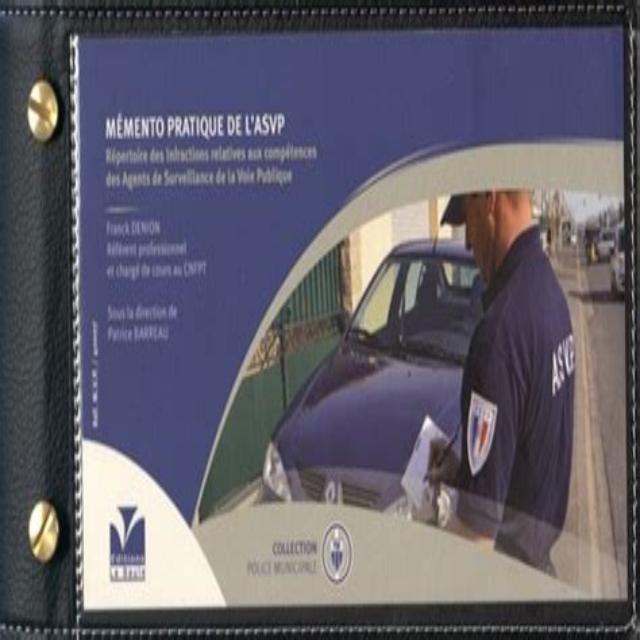 MÉMENTO PRATIQUE DE L'ASVP
Répertoire des Infractions relatives aux compétences
des Agents de Surveillance de la Voie Publique
Franck DENION
Référent professionnel
et chargé de cours au CNFPT
Sous la direction de
Patrice BARREAU
ASVP
COLLECTION
POLICE MUNICIPALE
Editions